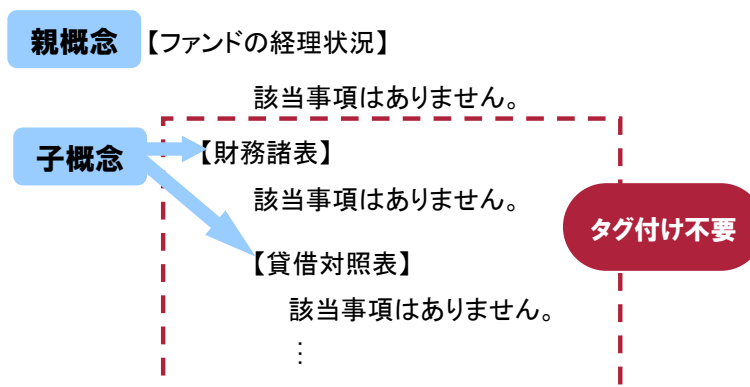 親概念 【ファンドの経理状況】
該当事項はありません。
子概念 【財務諸表】
該当事項はありません。
タグ付け不要
【貸借対照表】
該当事項はありません。
⋮